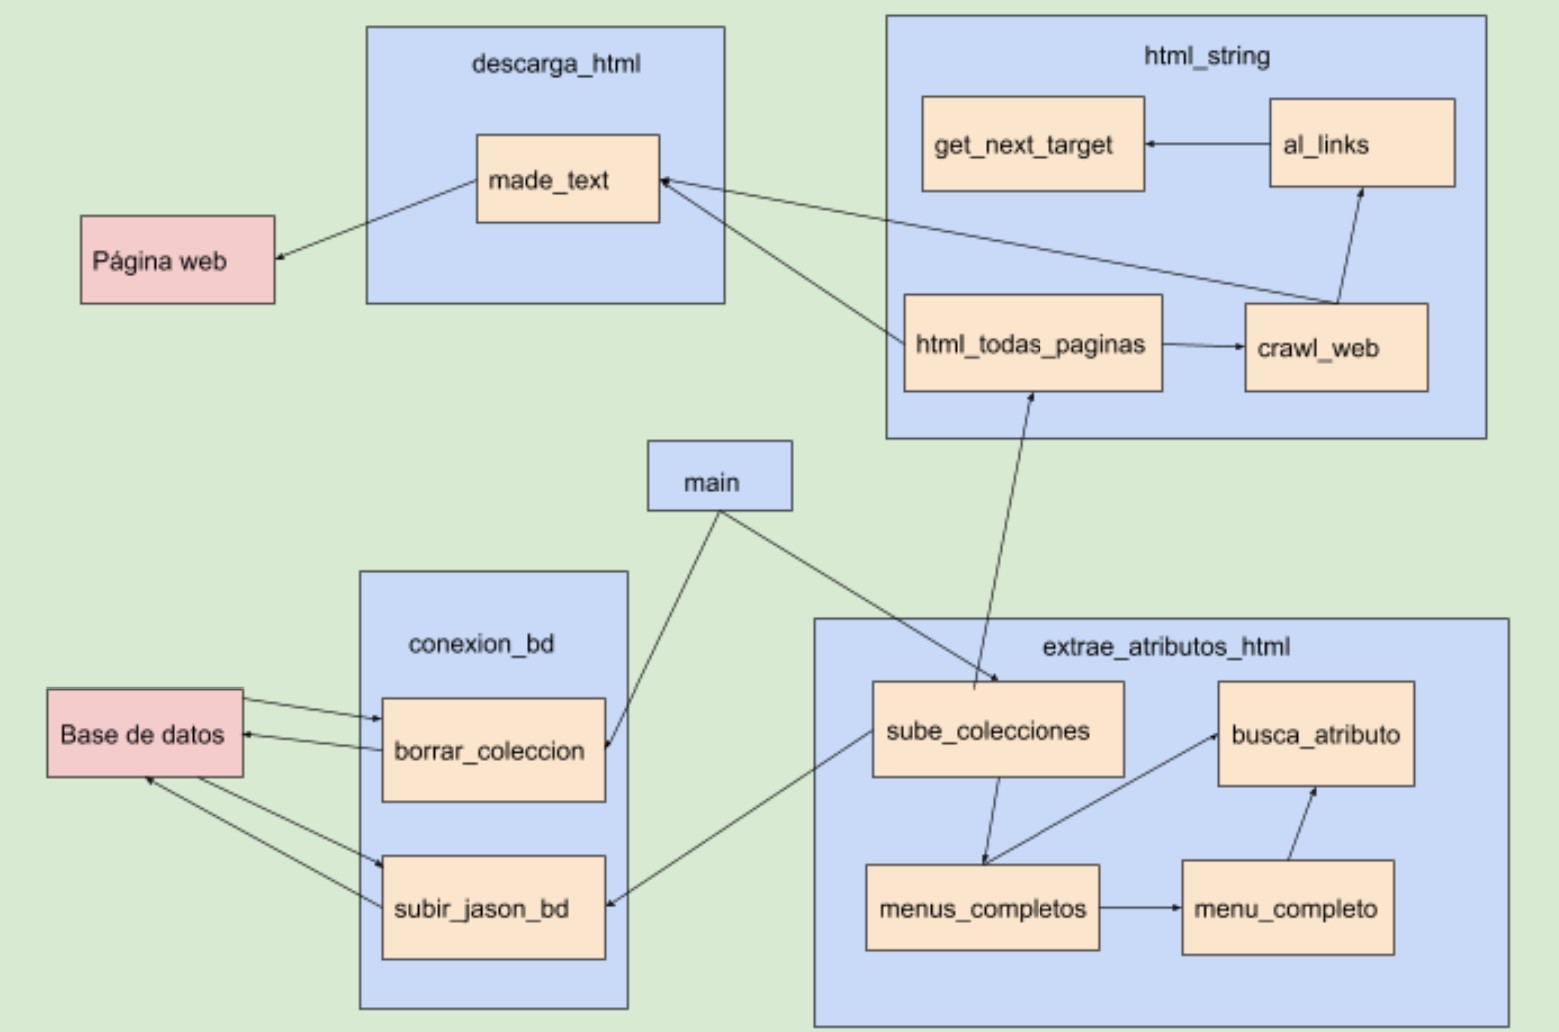 descarga_html
html_string
get_next_target
al_links
made_text
Página web
html_todas_paginas
crawl_web
main
conexion_bd
extrae_atributos_html
Base de datos
borrar_coleccion
sube_colecciones
busca_atributo
subir_jason_bd
menus_completos
menu_completo